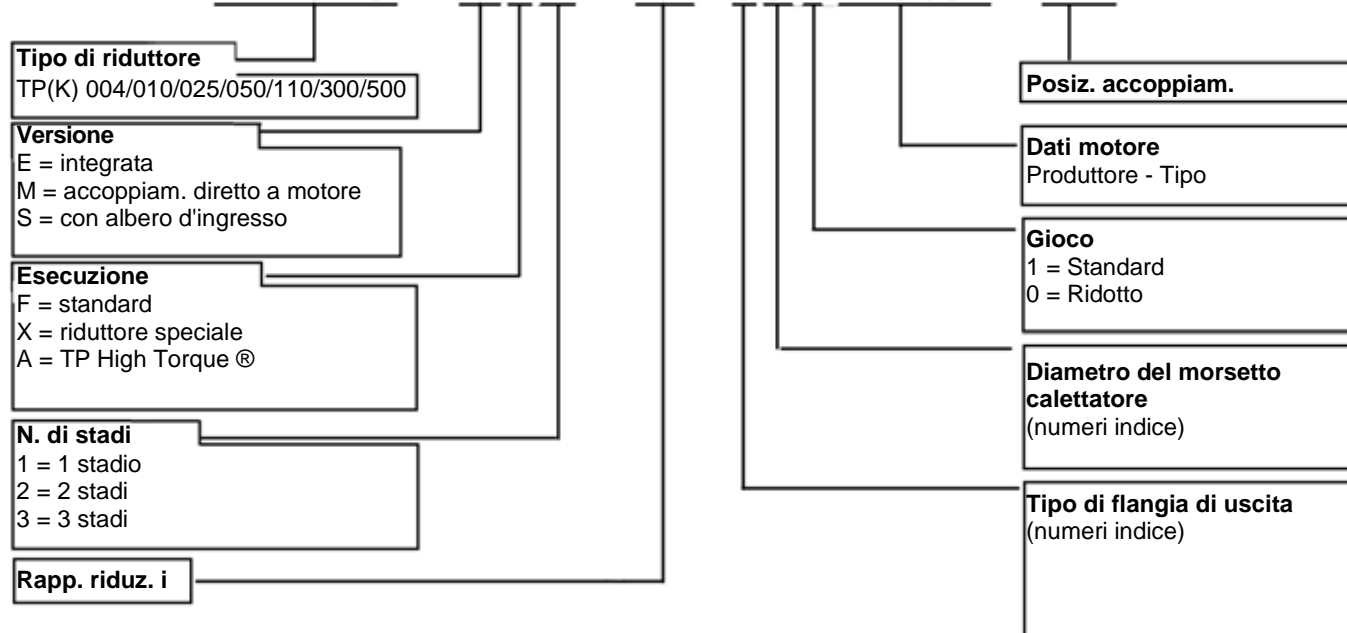 Tipo di riduttore
TP(K) 004/010/025/050/110/300/500
Versione
E = integrata
M = accoppiam. diretto a motore
S = con albero d'ingresso
Esecuzione
F = standard
X = riduttore speciale
A = TP High Torque ®
N. di stadi
1 = 1 stadio
2 = 2 stadi
3 = 3 stadi
Rapp. riduz. i
Posiz. accoppiam.
Dati motore
Produttore - Tipo
Gioco
1 = Standard
0 = Ridotto
Diametro del morsetto
calettatore
(numeri indice)
Tipo di flangia di uscita
(numeri indice)